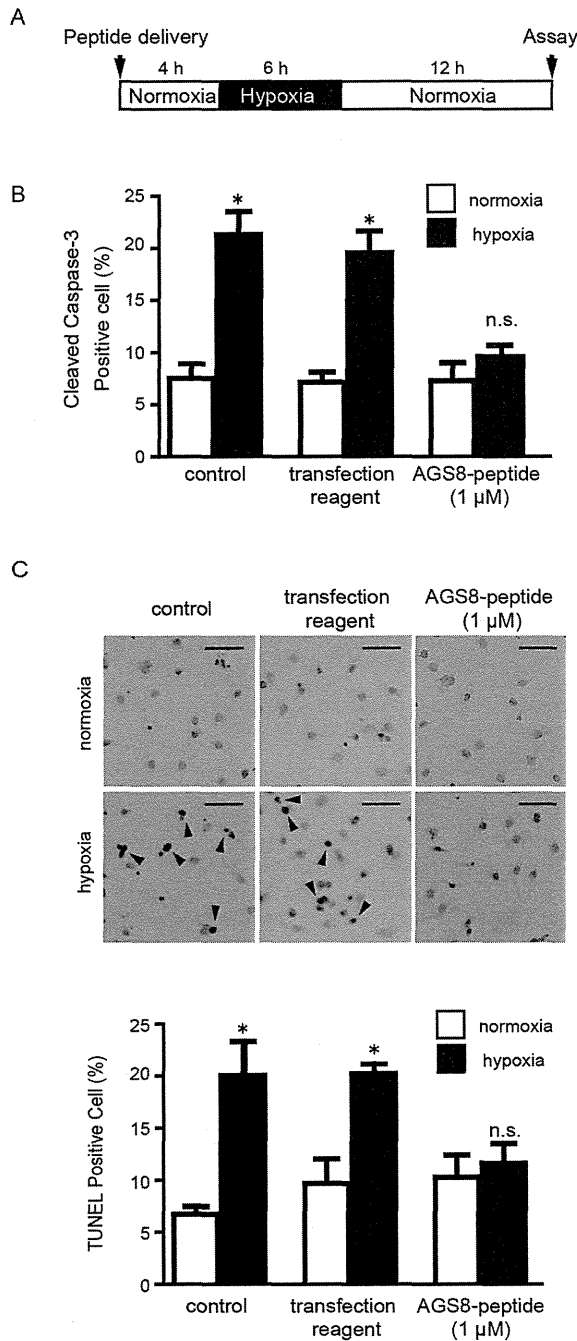 A
Peptide delivery
Assay
4 h
6 h
12 h
Normoxia
Hypoxia
Normoxia
B
Cleaved Caspase-3
Positive cell (%)
25
20
15
10
5
0
*
*
n.s.
normoxia
hypoxia
control
transfection
reagent
AGS8-peptide
(1 µM)
C
control
transfection
reagent
AGS8-peptide
(1 µM)
normoxia
hypoxia
TUNEL Positive Cell (%)
25
20
15
10
5
0
*
*
n.s.
normoxia
hypoxia
control
transfection
reagent
AGS8-peptide
(1 µM)